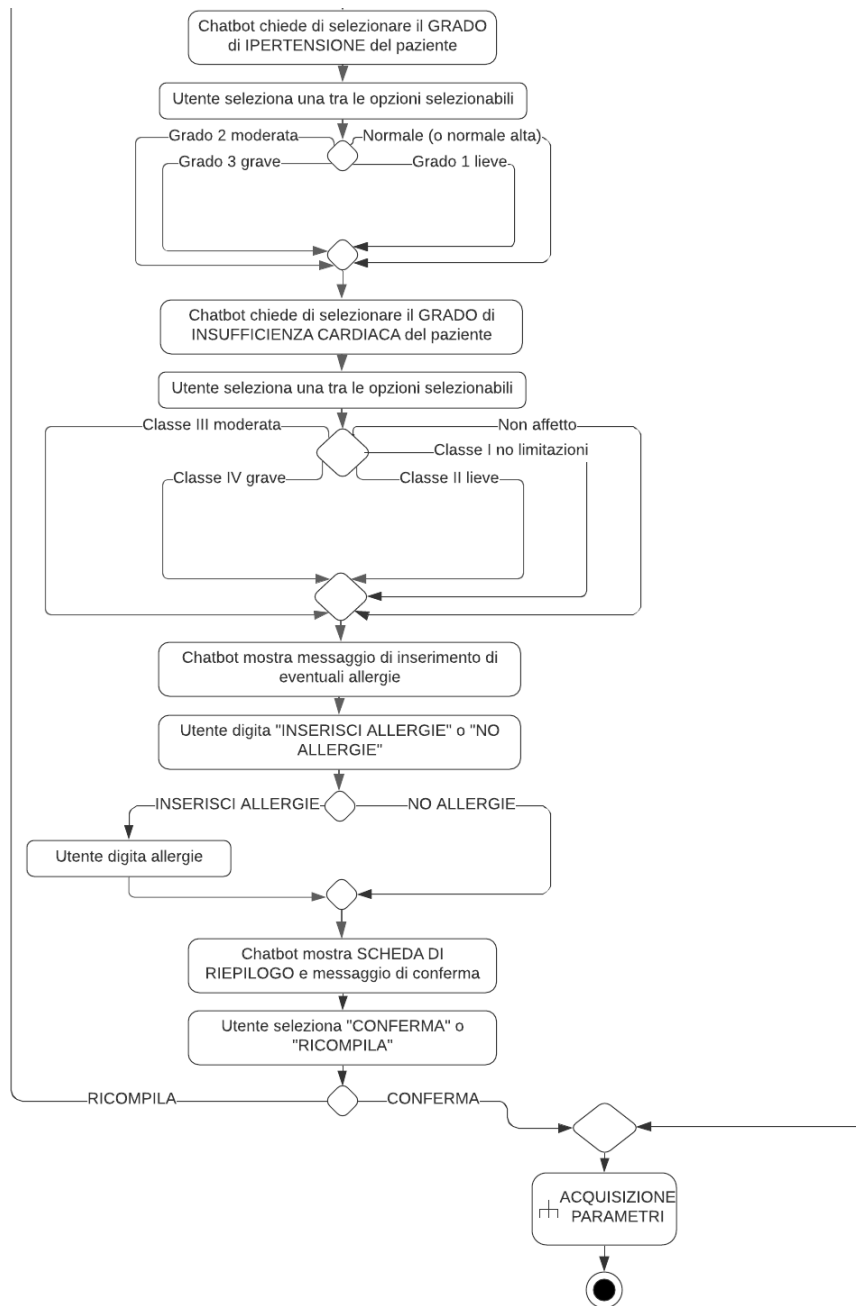 Chatbot chiede di selezionare il GRADO
di IPERTENSIONE del paziente
Utente seleziona una tra le opzioni selezionabili
Grado 2 moderata
Normale (o normale alta)
Grado 3 grave
Grado 1 lieve
Chatbot chiede di selezionare il GRADO di
INSUFFICIENZA CARDIACA del paziente
Utente seleziona una tra le opzioni selezionabili
Classe III moderata
Non affetto
Classe I no limitazioni
Classe IV grave
Classe II lieve
Chatbot mostra messaggio di inserimento di
eventuali allergie
Utente digita "INSERISCI ALLERGIE" o "NO
ALLERGIE"
INSERISCI ALLERGIE
NO ALLERGIE
Utente digita allergie
Chatbot mostra SCHEDA DI
RIEPILOGO e messaggio di conferma
Utente seleziona "CONFERMA" o
"RICOMPILA"
RICOMPILA
CONFERMA
ACQUISIZIONE
PARAMETRI